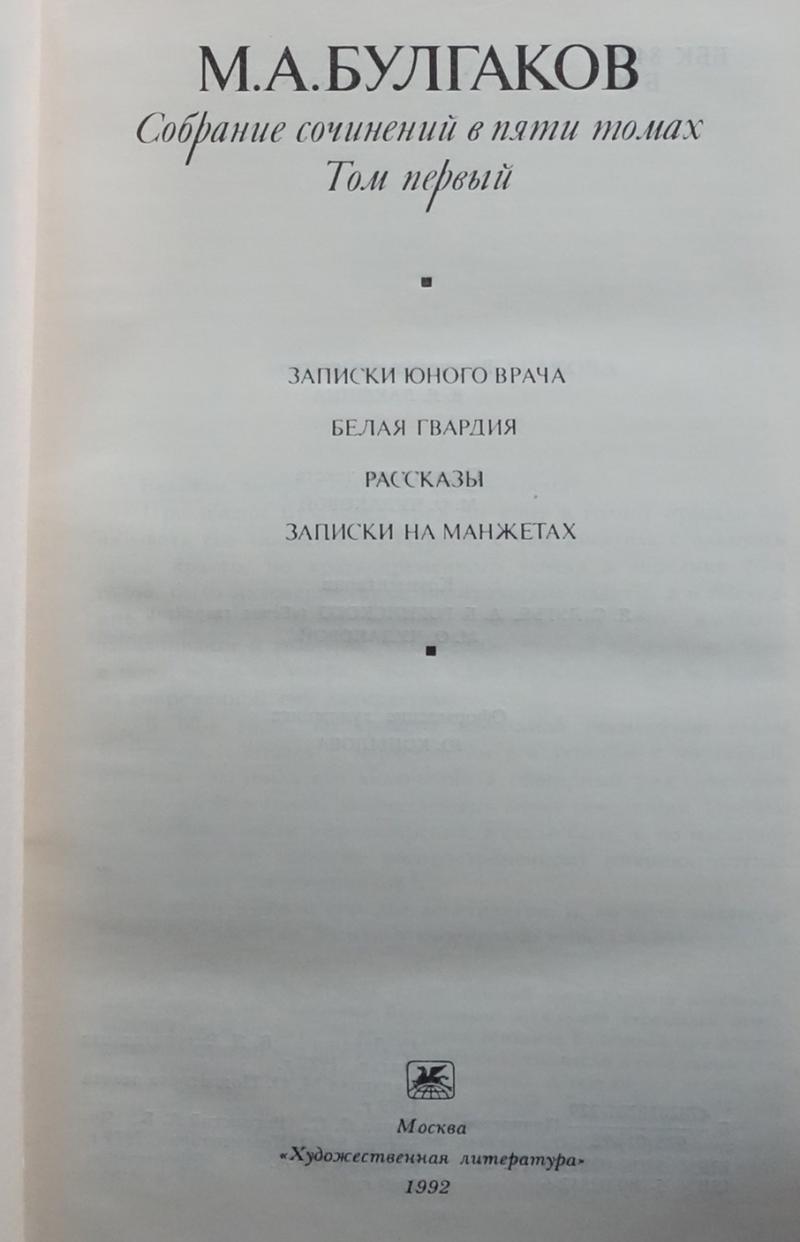 М.А.БУЛГАКОВ
Собрание сочинений в пяти томах
Том первый
ЗАПИСКИ ЮНОГО ВРАЧА
БЕЛАЯ ГВАРДИЯ
РАССКАЗЫ
ЗАПИСКИ НА МАНЖЕТАХ
Москва
«Художественная литература»
1992